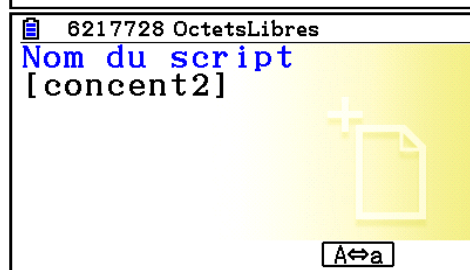 6217728 OctetsLibres
Nom du script
[concent2]
A⇔a